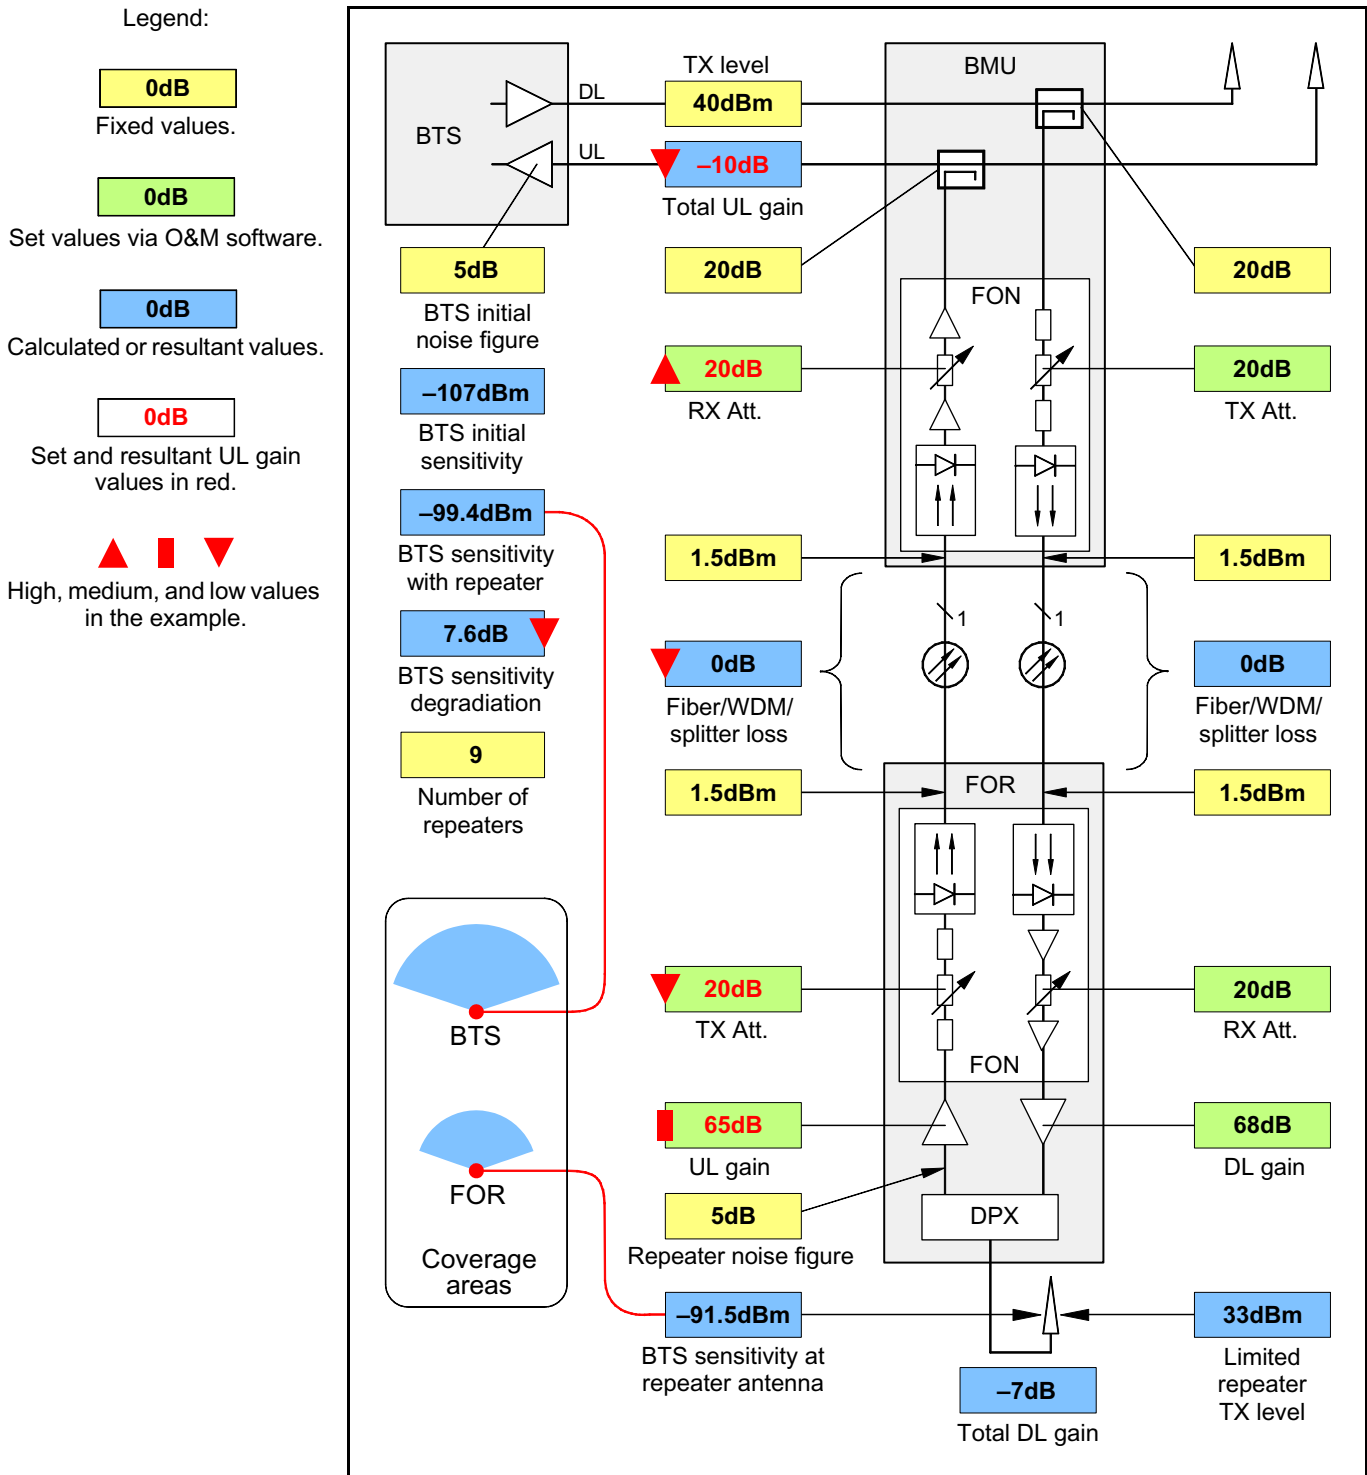 Legend:
0dB
Fixed values.
0dB
Set values via O&M software.
0dB
Calculated or resultant values.
0dB
Set and resultant UL gain
values in red.
High, medium, and low values
in the example.
BTS
DL
UL
TX level
40dBm
–10dB
Total UL gain
BMU
5dB
BTS initial
noise figure
20dB
20dB
FON
–107dBm
BTS initial
sensitivity
20dB
RX Att.
20dB
TX Att.
–99.4dBm
BTS sensitivity
with repeater
1.5dBm
1.5dBm
7.6dB
BTS sensitivity
degradiation
1
1
0dB
Fiber/WDM/
splitter loss
0dB
Fiber/WDM/
splitter loss
9
Number of
repeaters
FOR
1.5dBm
1.5dBm
BTS
FOR
Coverage
areas
20dB
TX Att.
20dB
RX Att.
FON
65dB
UL gain
68dB
DL gain
5dB
Repeater noise figure
DPX
–91.5dBm
BTS sensitivity at
repeater antenna
33dBm
Limited
repeater
TX level
–7dB
Total DL gain